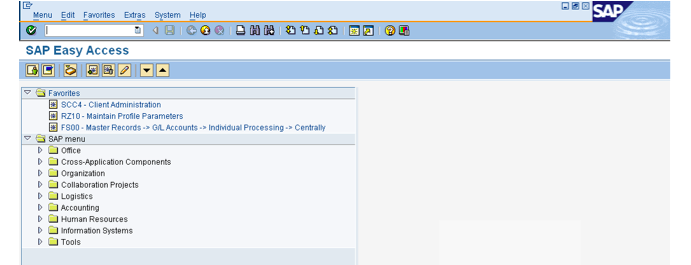 Menu Edit Favorites Extras System Help
SAP
SAP Easy Access
Favorites
SCC4 - Client Administration
RZ10 - Maintain Profile Parameters
FS00 - Master Records -> G/L Accounts -> Individual Processing -> Centrally
SAP menu
Office
Cross-Application Components
Organization
Collaboration Projects
Logistics
Accounting
Human Resources
Information Systems
Tools